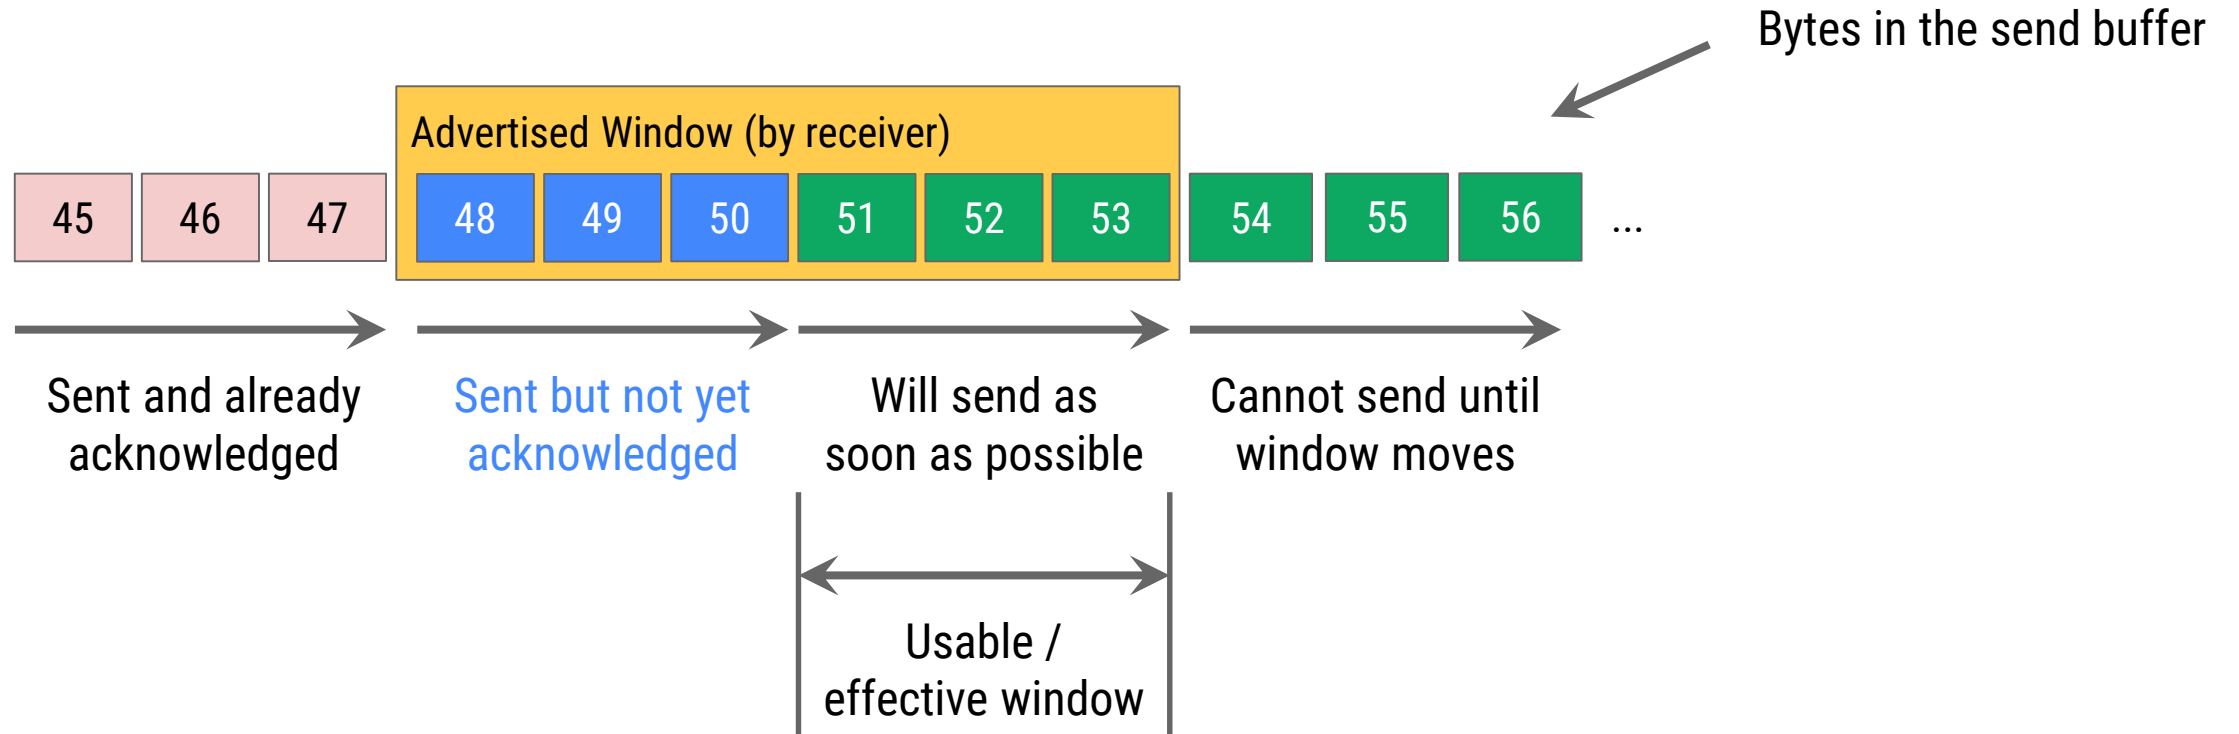 Bytes in the send buffer
Advertised Window (by receiver)
45 46 47 48 49 50 51 52 53 54 55 56 ...
Sent and already
acknowledged
Sent but not yet
acknowledged
Will send as
soon as possible
Cannot send until
window moves
Usable /
effective window